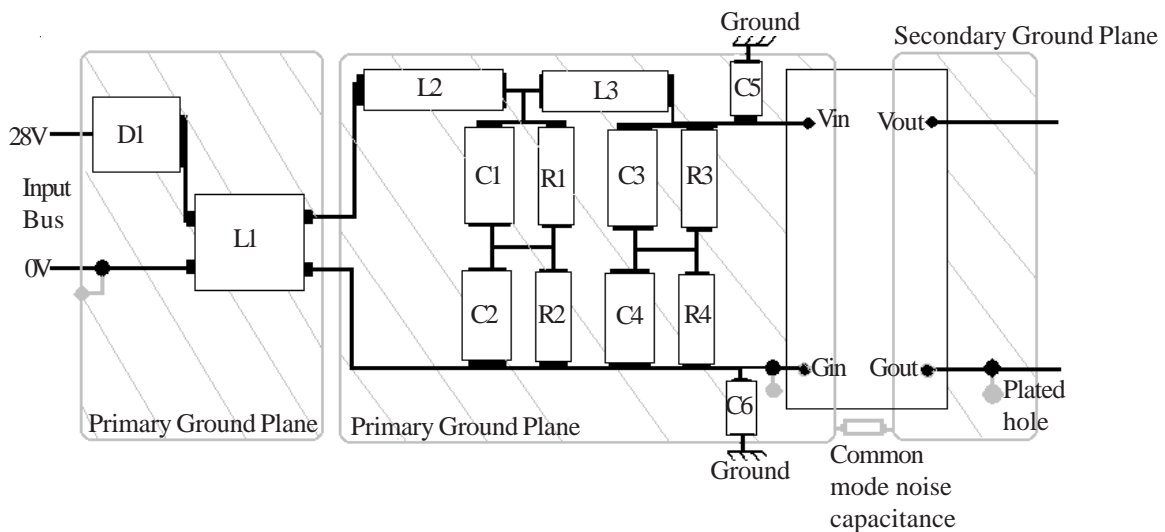 Ground
Secondary Ground Plane
28V
D1
L2
L3
C5
Vin
Vout
Input
Bus
L1
C1
R1
C3
R3
0V
C2
R2
C4
R4
Gin
Gout
C6
Plated
hole
Primary Ground Plane
Primary Ground Plane
Ground
Common
mode noise
capacitance